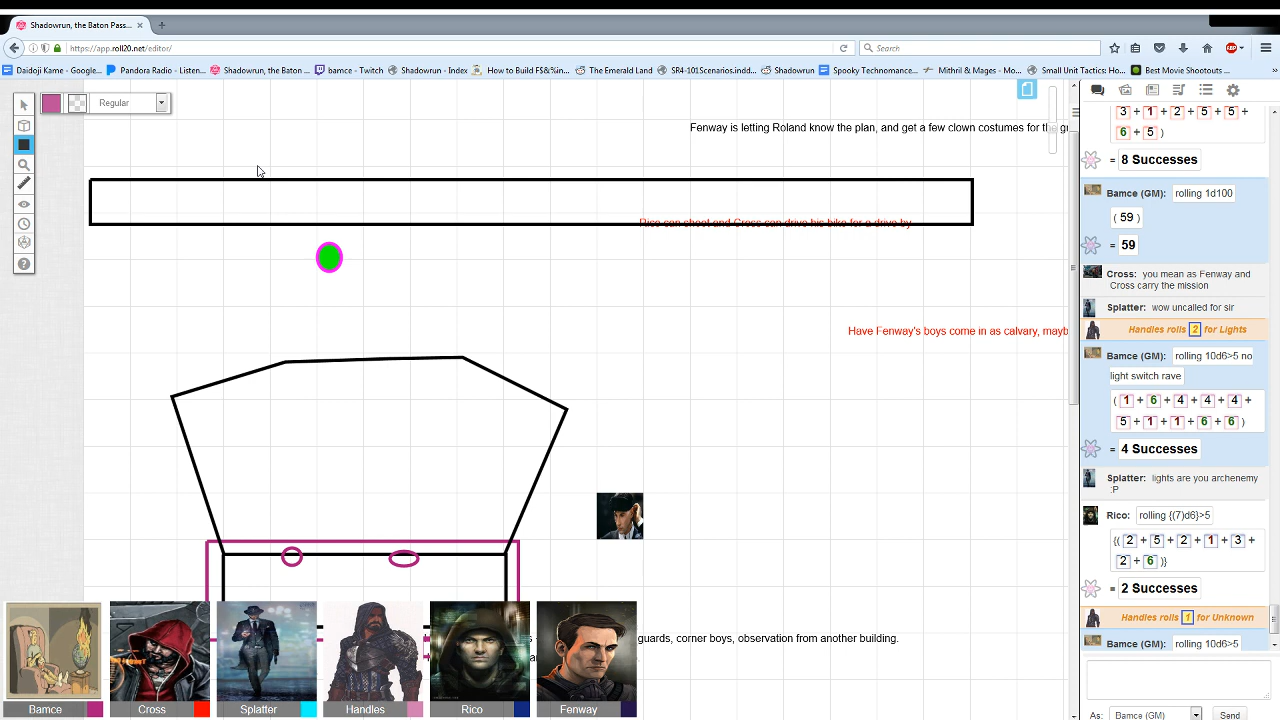 Shadowrun, the Baton Pass...
https://app.roll20.net/editor/
Search
Daidoji Kame - Google...
Pandora Radio - Listen...
Shadowrun, the Baton ...
bamce - Twitch
Shadowrun - Index
How to Build F$&%in...
The Emerald Land
SR4-101Scenarios.indd...
Shadowrun
Spooky Technomance...
Mithril & Mages - Mo...
Small Unit Tactics: Ho...
Best Movie Shootouts ...
Regular
Fenway is letting Roland know the plan, and get a few clown costumes for th
Rico can shoot and Cross can drive his bike for a drive by
Have Fenway's boys come in as calvary, mayb
guards, corner boys, observation from another building.
Bamce
Cross
Splatter
Handles
Rico
Fenway
3 + 1 + 2 + 5 + 5 +
6 + 5 )
= 8 Successes
Bamce (GM): rolling 1d100
( 59 )
= 59
Cross: you mean as Fenway and
Cross carry the mission
Splatter: wow uncalled for sir
Handles rolls 2 for Lights
Bamce (GM): rolling 10d6>5 no
light switch rave
( 1 + 6 + 4 + 4 + 4 +
5 + 1 + 1 + 6 + 6 )
= 4 Successes
Splatter: lights are you archenemy
:P
Rico: rolling {(7)d6}>5
{( 2 + 5 + 2 + 1 + 3 +
2 + 6 )}
= 2 Successes
Handles rolls 1 for Unknown
Bamce (GM): rolling 10d6>5
As: Bamce (GM)
Send